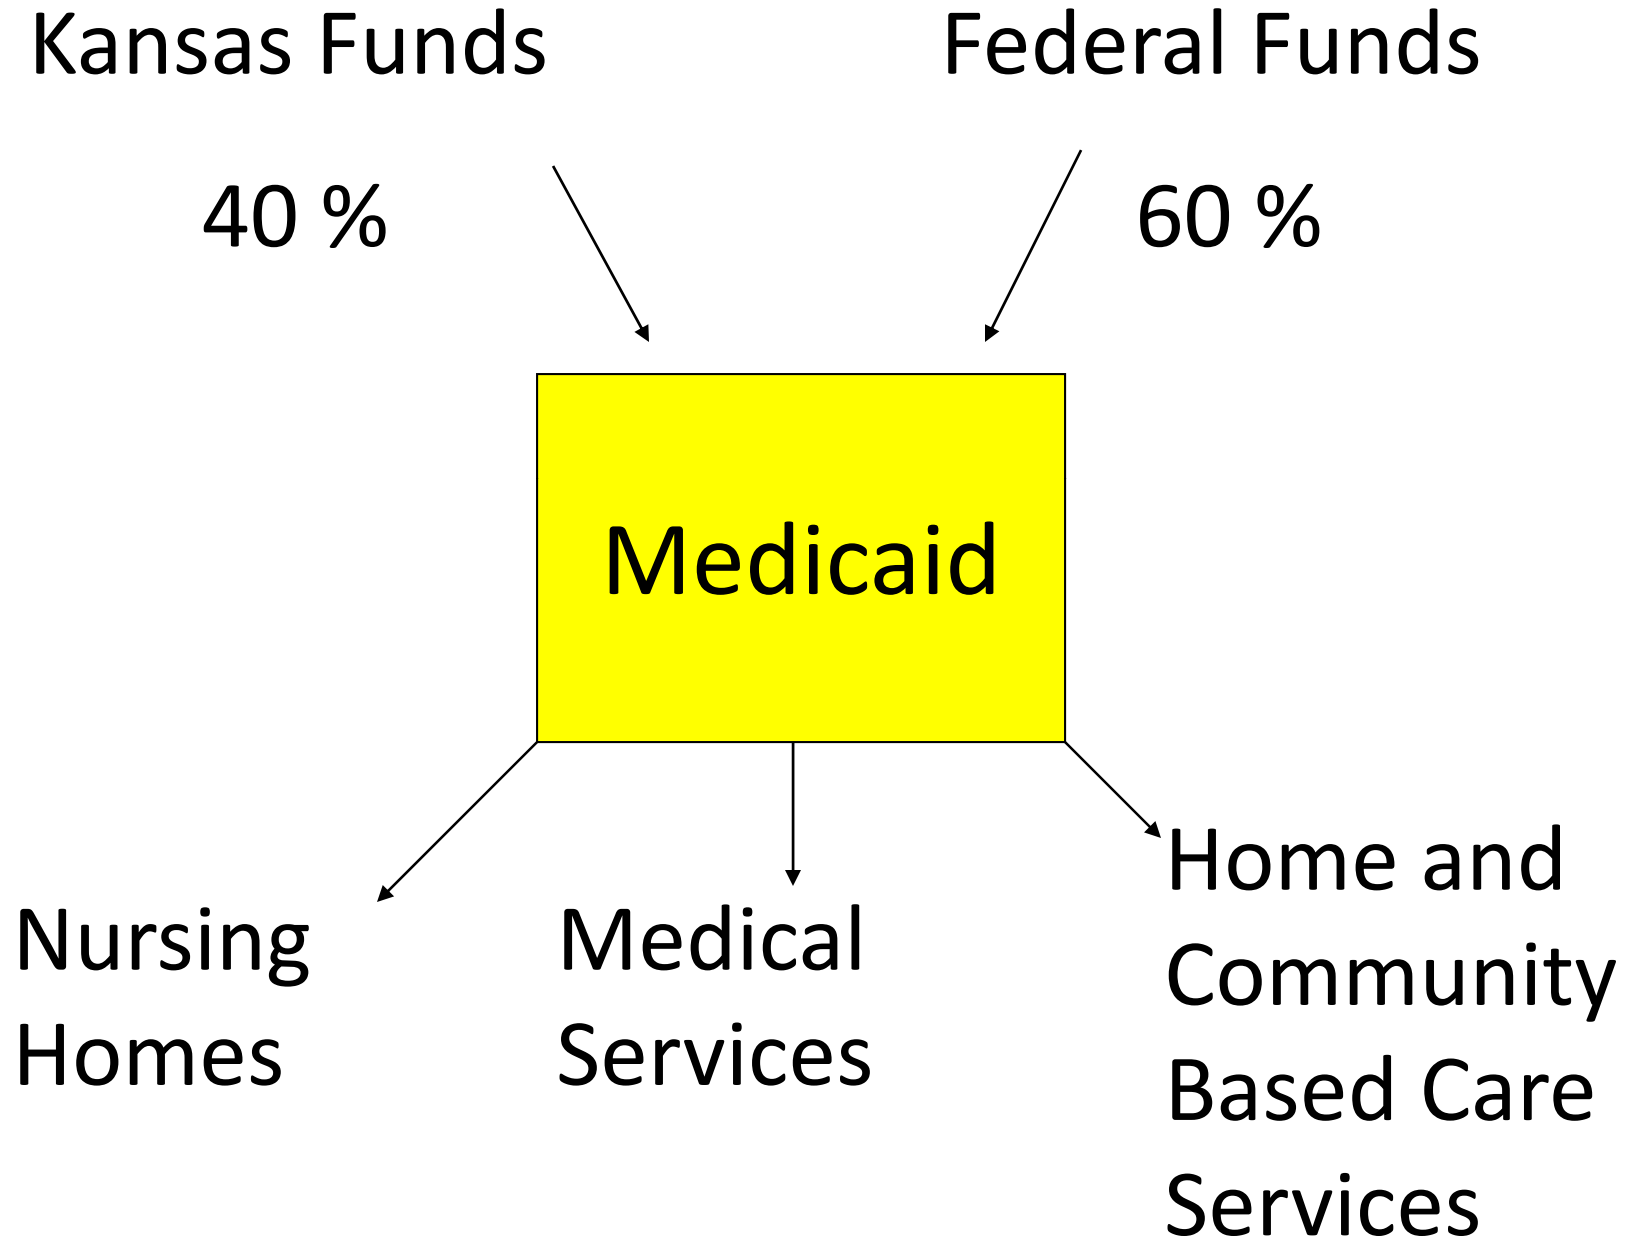 Kansas Funds
Federal Funds
40 %
60 %
Medicaid
Nursing
Homes
Medical
Services
Home and
Community
Based Care
Services